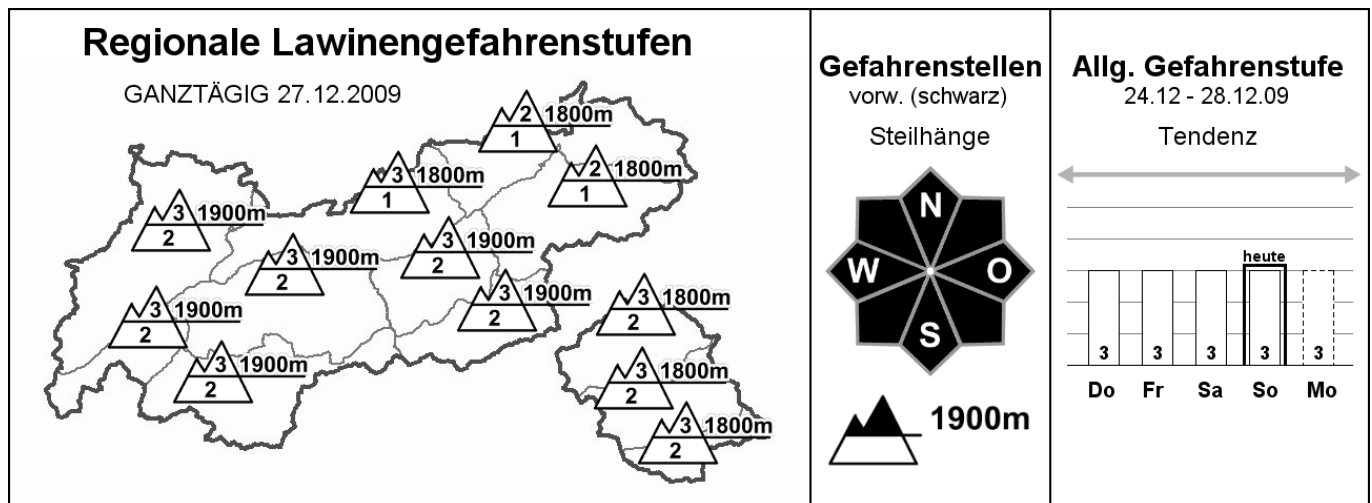 Regionale Lawinengefahrenstufen
GANZTÄGIG 27.12.2009
2 1800m
1
3 1800m
1
2 1800m
1
3 1900m
2
3 1900m
2
3 1900m
2
3 1900m
2
3 1800m
2
3 1900m
2
3 1900m
2
3 1800m
2
3 1800m
2
Gefahrenstellen
vorw. (schwarz)
Steilhänge
N
W O
S
1900m
Allg. Gefahrenstufe
24.12 - 28.12.09
Tendenz
heute
3 3 3 3 3
Do Fr Sa So Mo